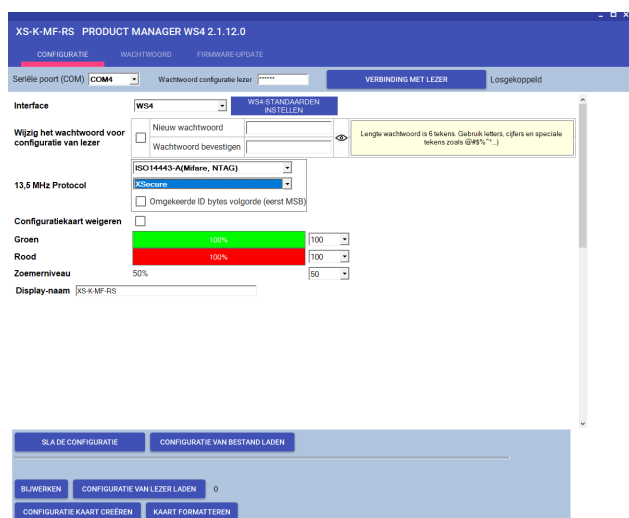 XS-K-MF-RS PRODUCT MANAGER WS4 2.1.12.0
CONFIGURATIE WACHTWOORD FIRMWARE-UPDATE
Seriële poort (COM) COM4 Wachtwoord configuratie lezer ****** VERBINDING MET LEZER Losgekoppeld
Interface WS4 WS4-STANDAARDEN INSTELLEN
Wijzig het wachtwoord voor configuratie van lezer
Nieuw wachtwoord
Wachtwoord bevestigen
Lengte wachtwoord is 6 tekens. Gebruik letters, cijfers en speciale
tekens zoals @#$%^*...)
13,5 MHz Protocol
ISO14443-A(Mifare, NTAG)
XSecure
Omgekeerde ID bytes volgorde (eerst MSB)
Configuratiekaart weigeren
Groen 100% 100
Rood 100% 100
Zoemerniveau 50% 50
Display-naam XS-K-MF-RS
SLA DE CONFIGURATIE CONFIGURATIE VAN BESTAND LADEN
BIJWERKEN CONFIGURATIE VAN LEZER LADEN 0
CONFIGURATIE KAART CREËREN KAART FORMATTEREN